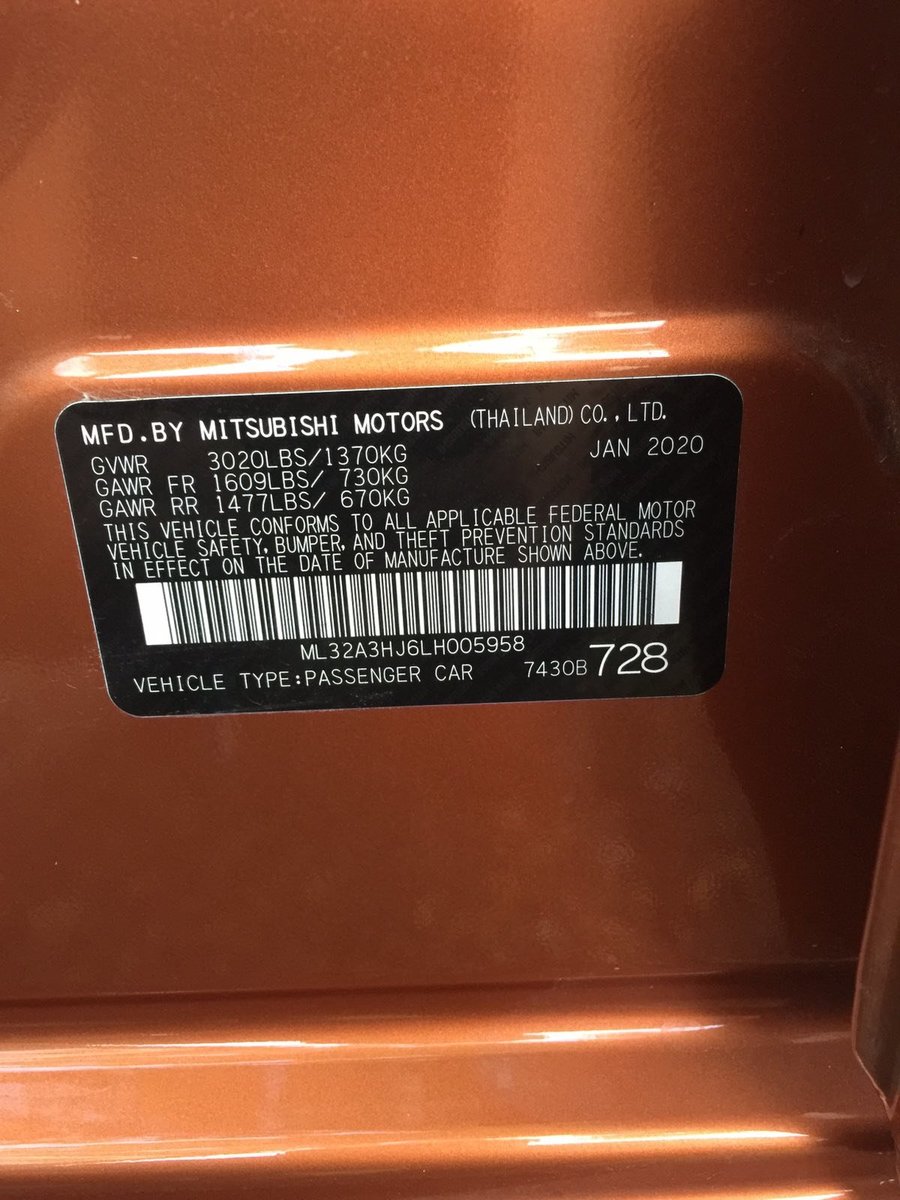 MFD.BY MITSUBISHI MOTORS (THAILAND) CO., LTD.
GVWR 3020LBS/1370KG JAN 2020
GAWR FR 1609LBS/ 730KG
GAWR RR 1477LBS/ 670KG
THIS VEHICLE CONFORMS TO ALL APPLICABLE FEDERAL MOTOR
VEHICLE SAFETY, BUMPER, AND THEFT PREVENTION STANDARDS
IN EFFECT ON THE DATE OF MANUFACTURE SHOWN ABOVE.
ML32A3HJ6LH005958
VEHICLE TYPE:PASSENGER CAR 7430B 728